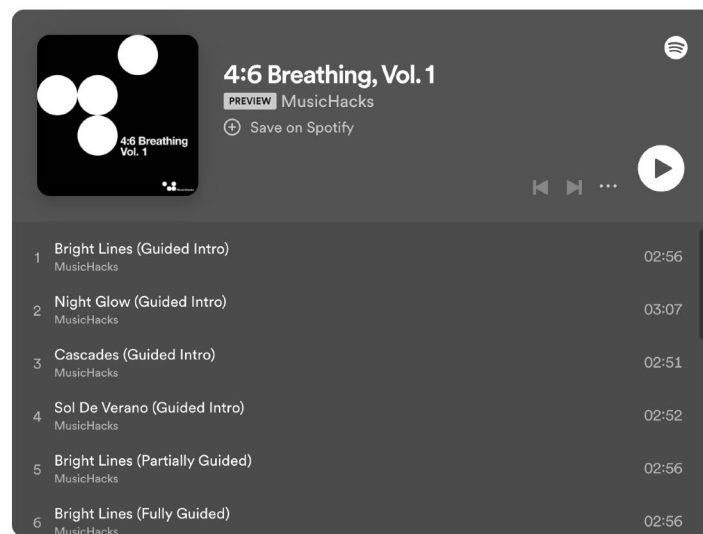 4:6 Breathing
Vol. 1
MusicHacks
4:6 Breathing, Vol. 1
PREVIEW MusicHacks
Save on Spotify
1 Bright Lines (Guided Intro) 02:56
MusicHacks
2 Night Glow (Guided Intro) 03:07
MusicHacks
3 Cascades (Guided Intro) 02:51
MusicHacks
4 Sol De Verano (Guided Intro) 02:52
MusicHacks
5 Bright Lines (Partially Guided) 02:56
MusicHacks
6 Bright Lines (Fully Guided) 02:56
MusicHacks